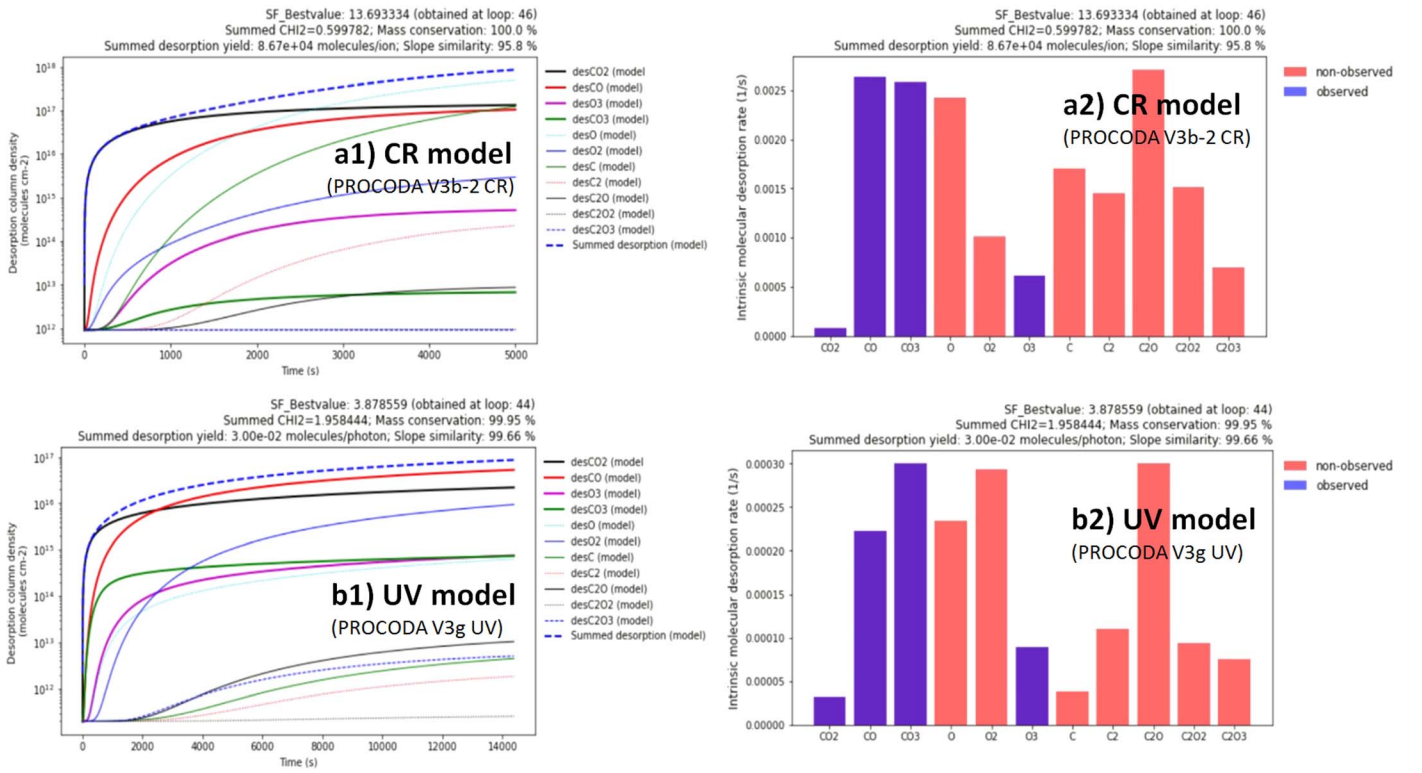 SF_Bestvalue: 13.693334 (obtained at loop: 46)
Summed CHI2=0.599782; Mass conservation: 100.0 %
Summed desorption yield: 8.67e+04 molecules/ion; Slope similarity: 95.8 %
Desorption column density
(molecules cm-2)
10^18
10^17
10^16
10^15
10^14
10^13
10^12
0
1000
2000
3000
4000
5000
Time (s)
a1) CR model
(PROCODA V3b-2 CR)
desCO2 (model
desCO (model)
desO3 (model)
desCO3 (model)
desO (model)
desO2 (model)
desC (model)
desC2 (model)
desC2O (model)
desC2O2 (model)
desC2O3 (model)
Summed desorption (model)
SF_Bestvalue: 13.693334 (obtained at loop: 46)
Summed CHI2=0.599782; Mass conservation: 100.0 %
Summed desorption yield: 8.67e+04 molecules/ion; Slope similarity: 95.8 %
Intrinsic molecular desorption rate (1/s)
0.0025
0.0020
0.0015
0.0010
0.0005
0.0000
CO2
CO
CO3
O
O2
O3
C
C2
C2O
C2O2
C2O3
a2) CR model
(PROCODA V3b-2 CR)
non-observed
observed
SF_Bestvalue: 3.878559 (obtained at loop: 44)
Summed CHI2=1.958444; Mass conservation: 99.95 %
Summed desorption yield: 3.00e-02 molecules/photon; Slope similarity: 99.66 %
Desorption column density
(molecules cm-2)
10^17
10^16
10^15
10^14
10^13
10^12
0
2000
4000
6000
8000
10000
12000
14000
Time (s)
b1) UV model
(PROCODA V3g UV)
desCO2 (model
desCO (model)
desO3 (model)
desCO3 (model)
desO (model)
desO2 (model)
desC (model)
desC2 (model)
desC2O (model)
desC2O2 (model)
desC2O3 (model)
Summed desorption (model)
SF_Bestvalue: 3.878559 (obtained at loop: 44)
Summed CHI2=1.958444; Mass conservation: 99.95 %
Summed desorption yield: 3.00e-02 molecules/photon; Slope similarity: 99.66 %
Intrinsic molecular desorption rate (1/s)
0.00030
0.00025
0.00020
0.00015
0.00010
0.00005
0.00000
CO2
CO
CO3
O
O2
O3
C
C2
C2O
C2O2
C2O3
b2) UV model
(PROCODA V3g UV)
non-observed
observed